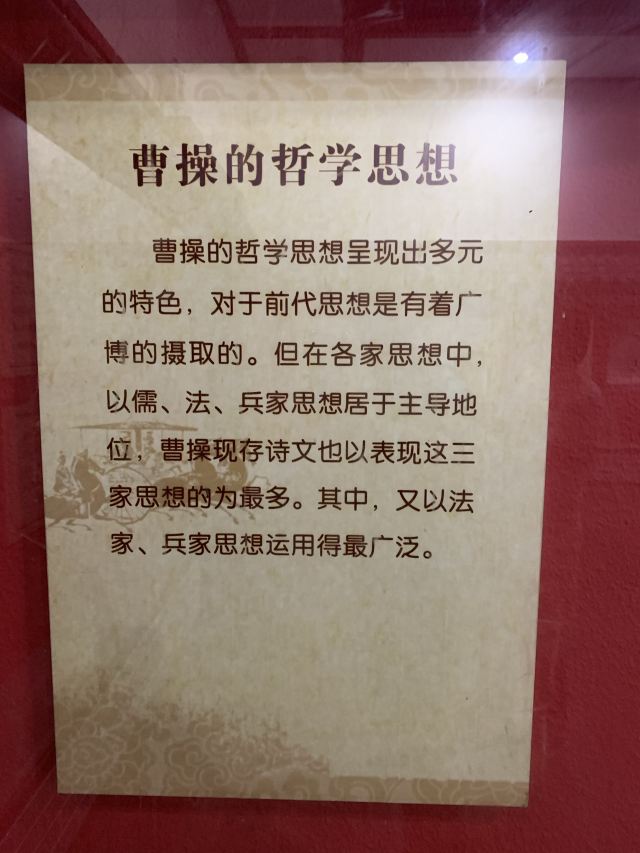 曹操的哲学思想
曹操的哲学思想呈现出多元
的特色，对于前代思想是有着广
博的摄取的。但在各家思想中，
以儒、法、兵家思想居于主导地
位，曹操现存诗文也以表现这三
家思想的为最多。其中，又以法
家、兵家思想运用得最广泛。